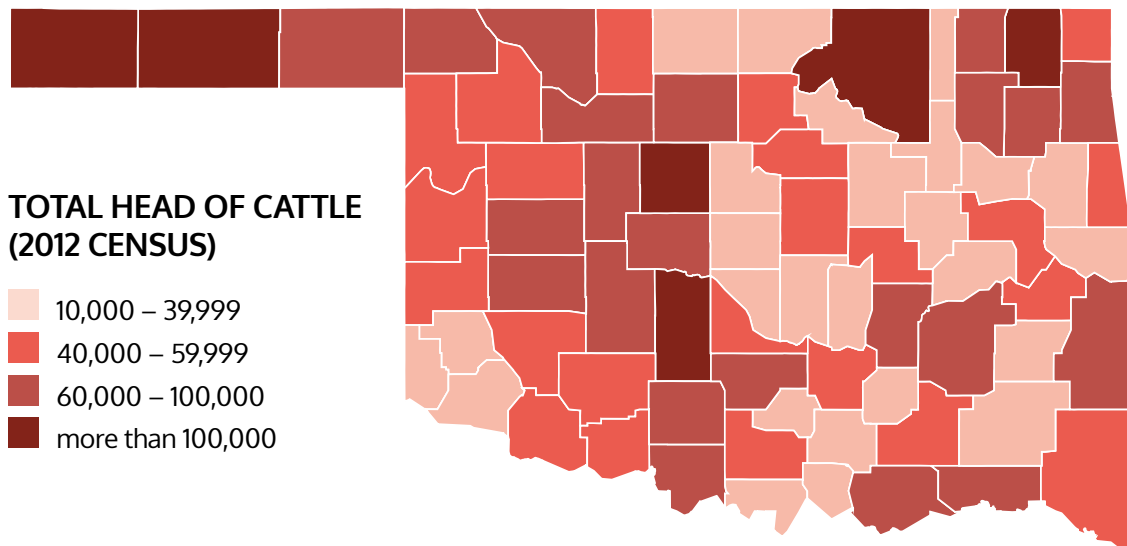 TOTAL HEAD OF CATTLE
(2012 CENSUS)
10,000 – 39,999
40,000 – 59,999
60,000 – 100,000
more than 100,000